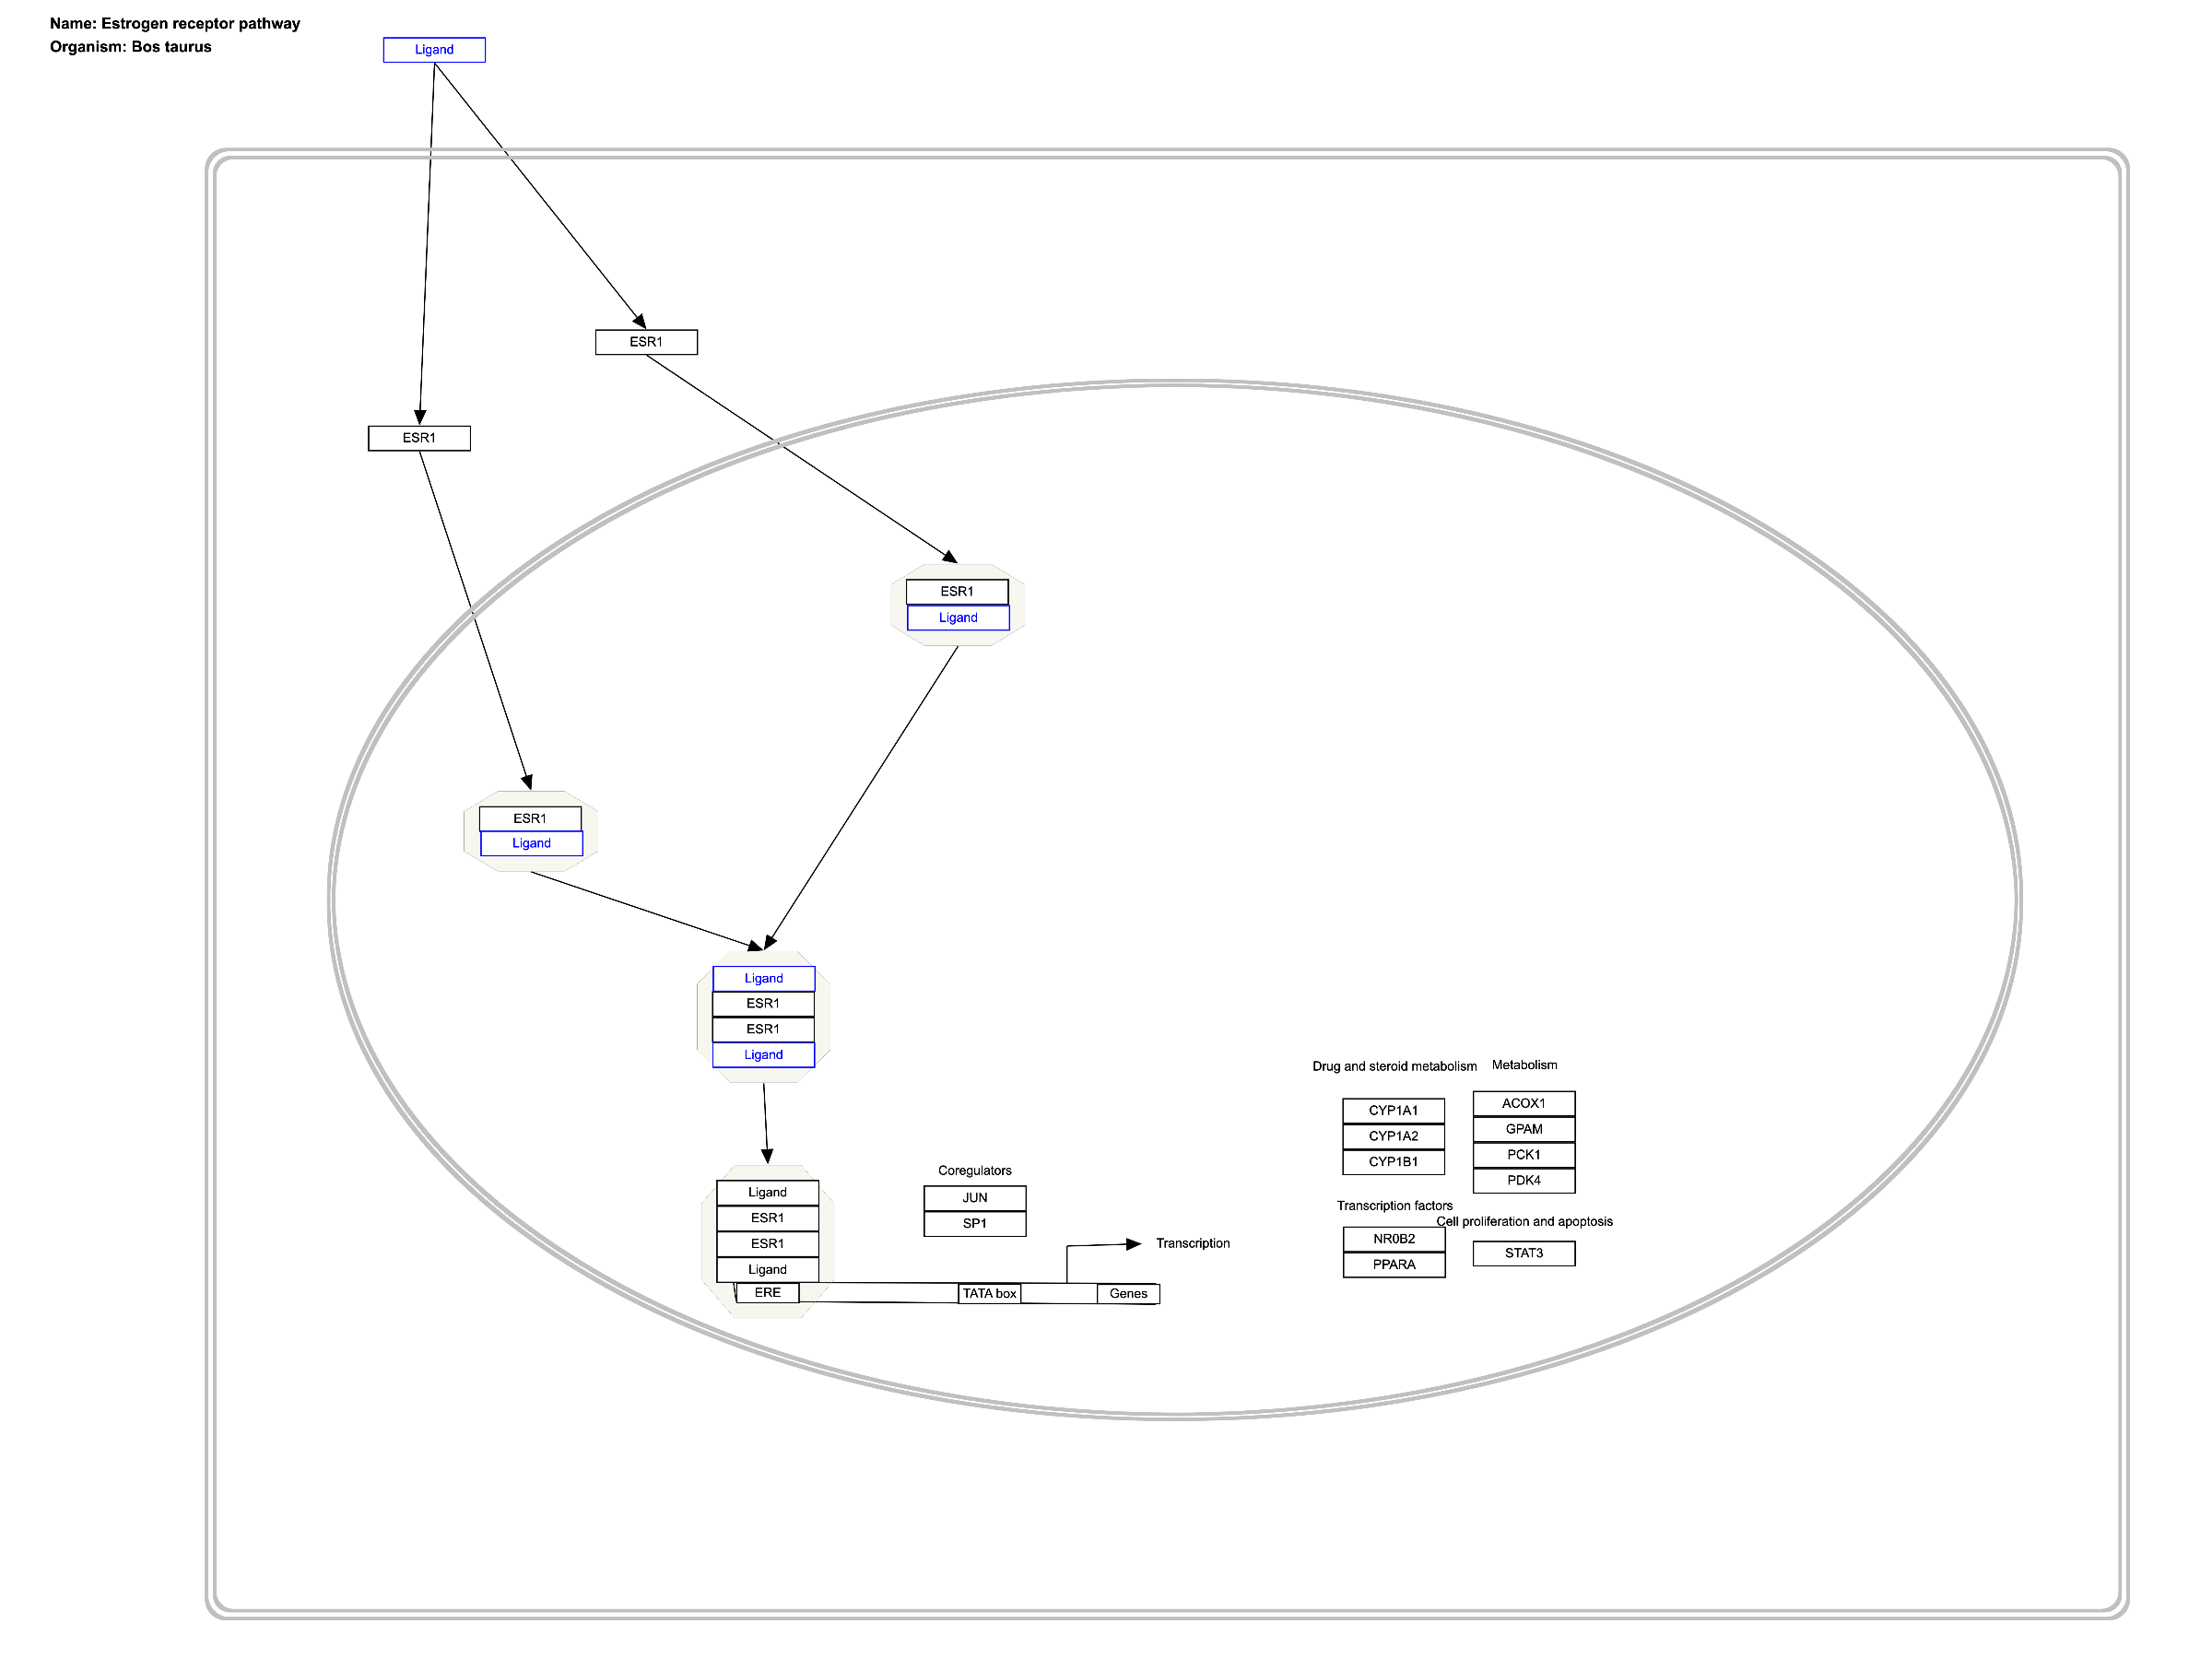 Name: Estrogen receptor pathway
Organism: Bos taurus
Ligand
ESR1
ESR1
ESR1
Ligand
ESR1
Ligand
Ligand
ESR1
ESR1
Ligand
Drug and steroid metabolism
CYP1A1
CYP1A2
CYP1B1
Metabolism
ACOX1
GPAM
PCK1
PDK4
Ligand
ESR1
ESR1
Ligand
ERE
Coregulators
JUN
SP1
TATA box
Genes
Transcription
Transcription factors
NR0B2
PPARA
Cell proliferation and apoptosis
STAT3